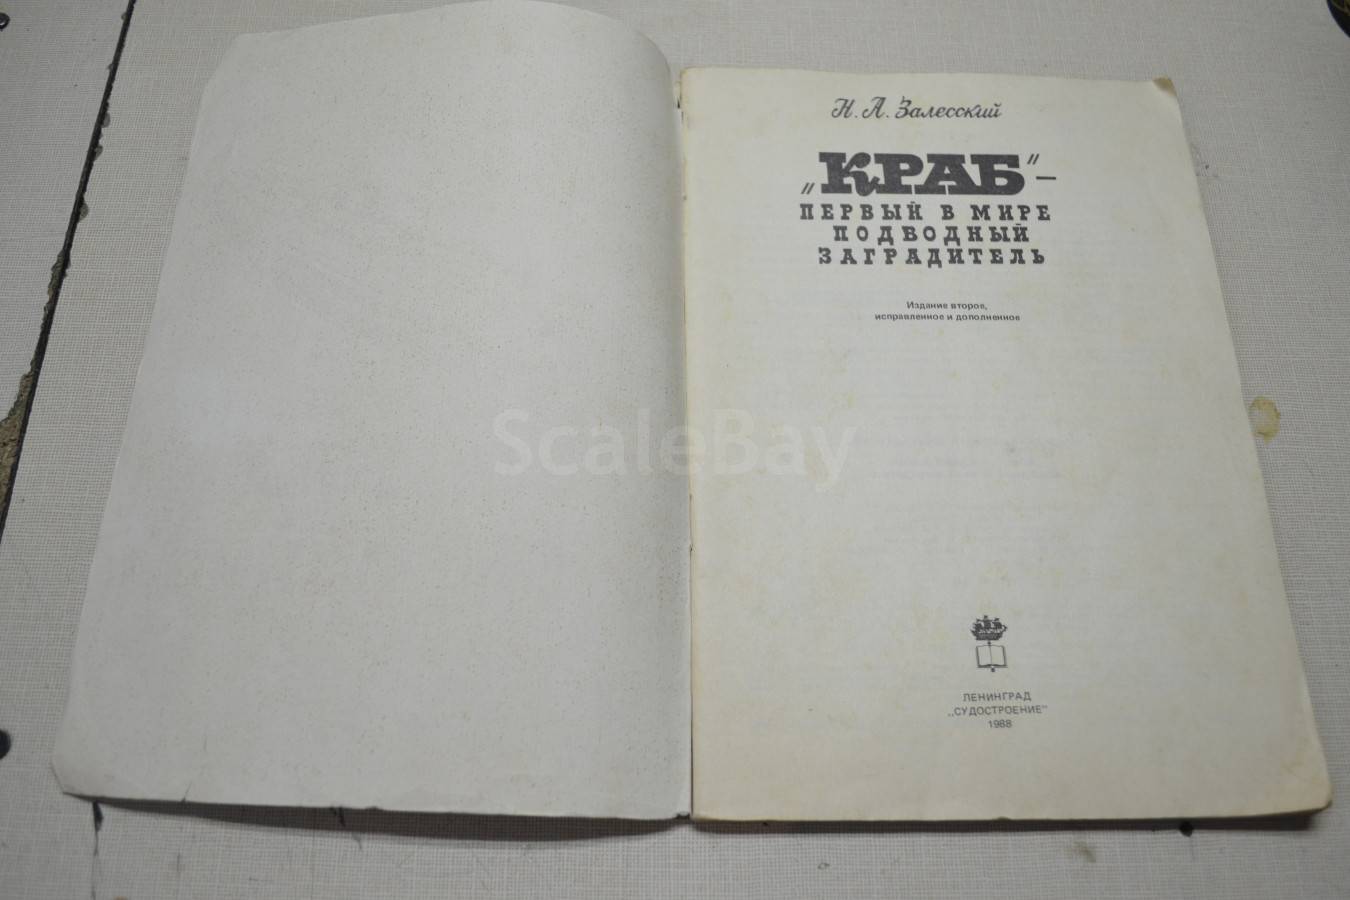 Н. А. Залесский
„КРАБ“ –
ПЕРВЫЙ В МИРЕ
ПОДВОДНЫЙ
ЗАГРАДИТЕЛЬ
Издание второе,
исправленное и дополненное
ScaleBay
ЛЕНИНГРАД
„СУДОСТРОЕНИЕ“
1988